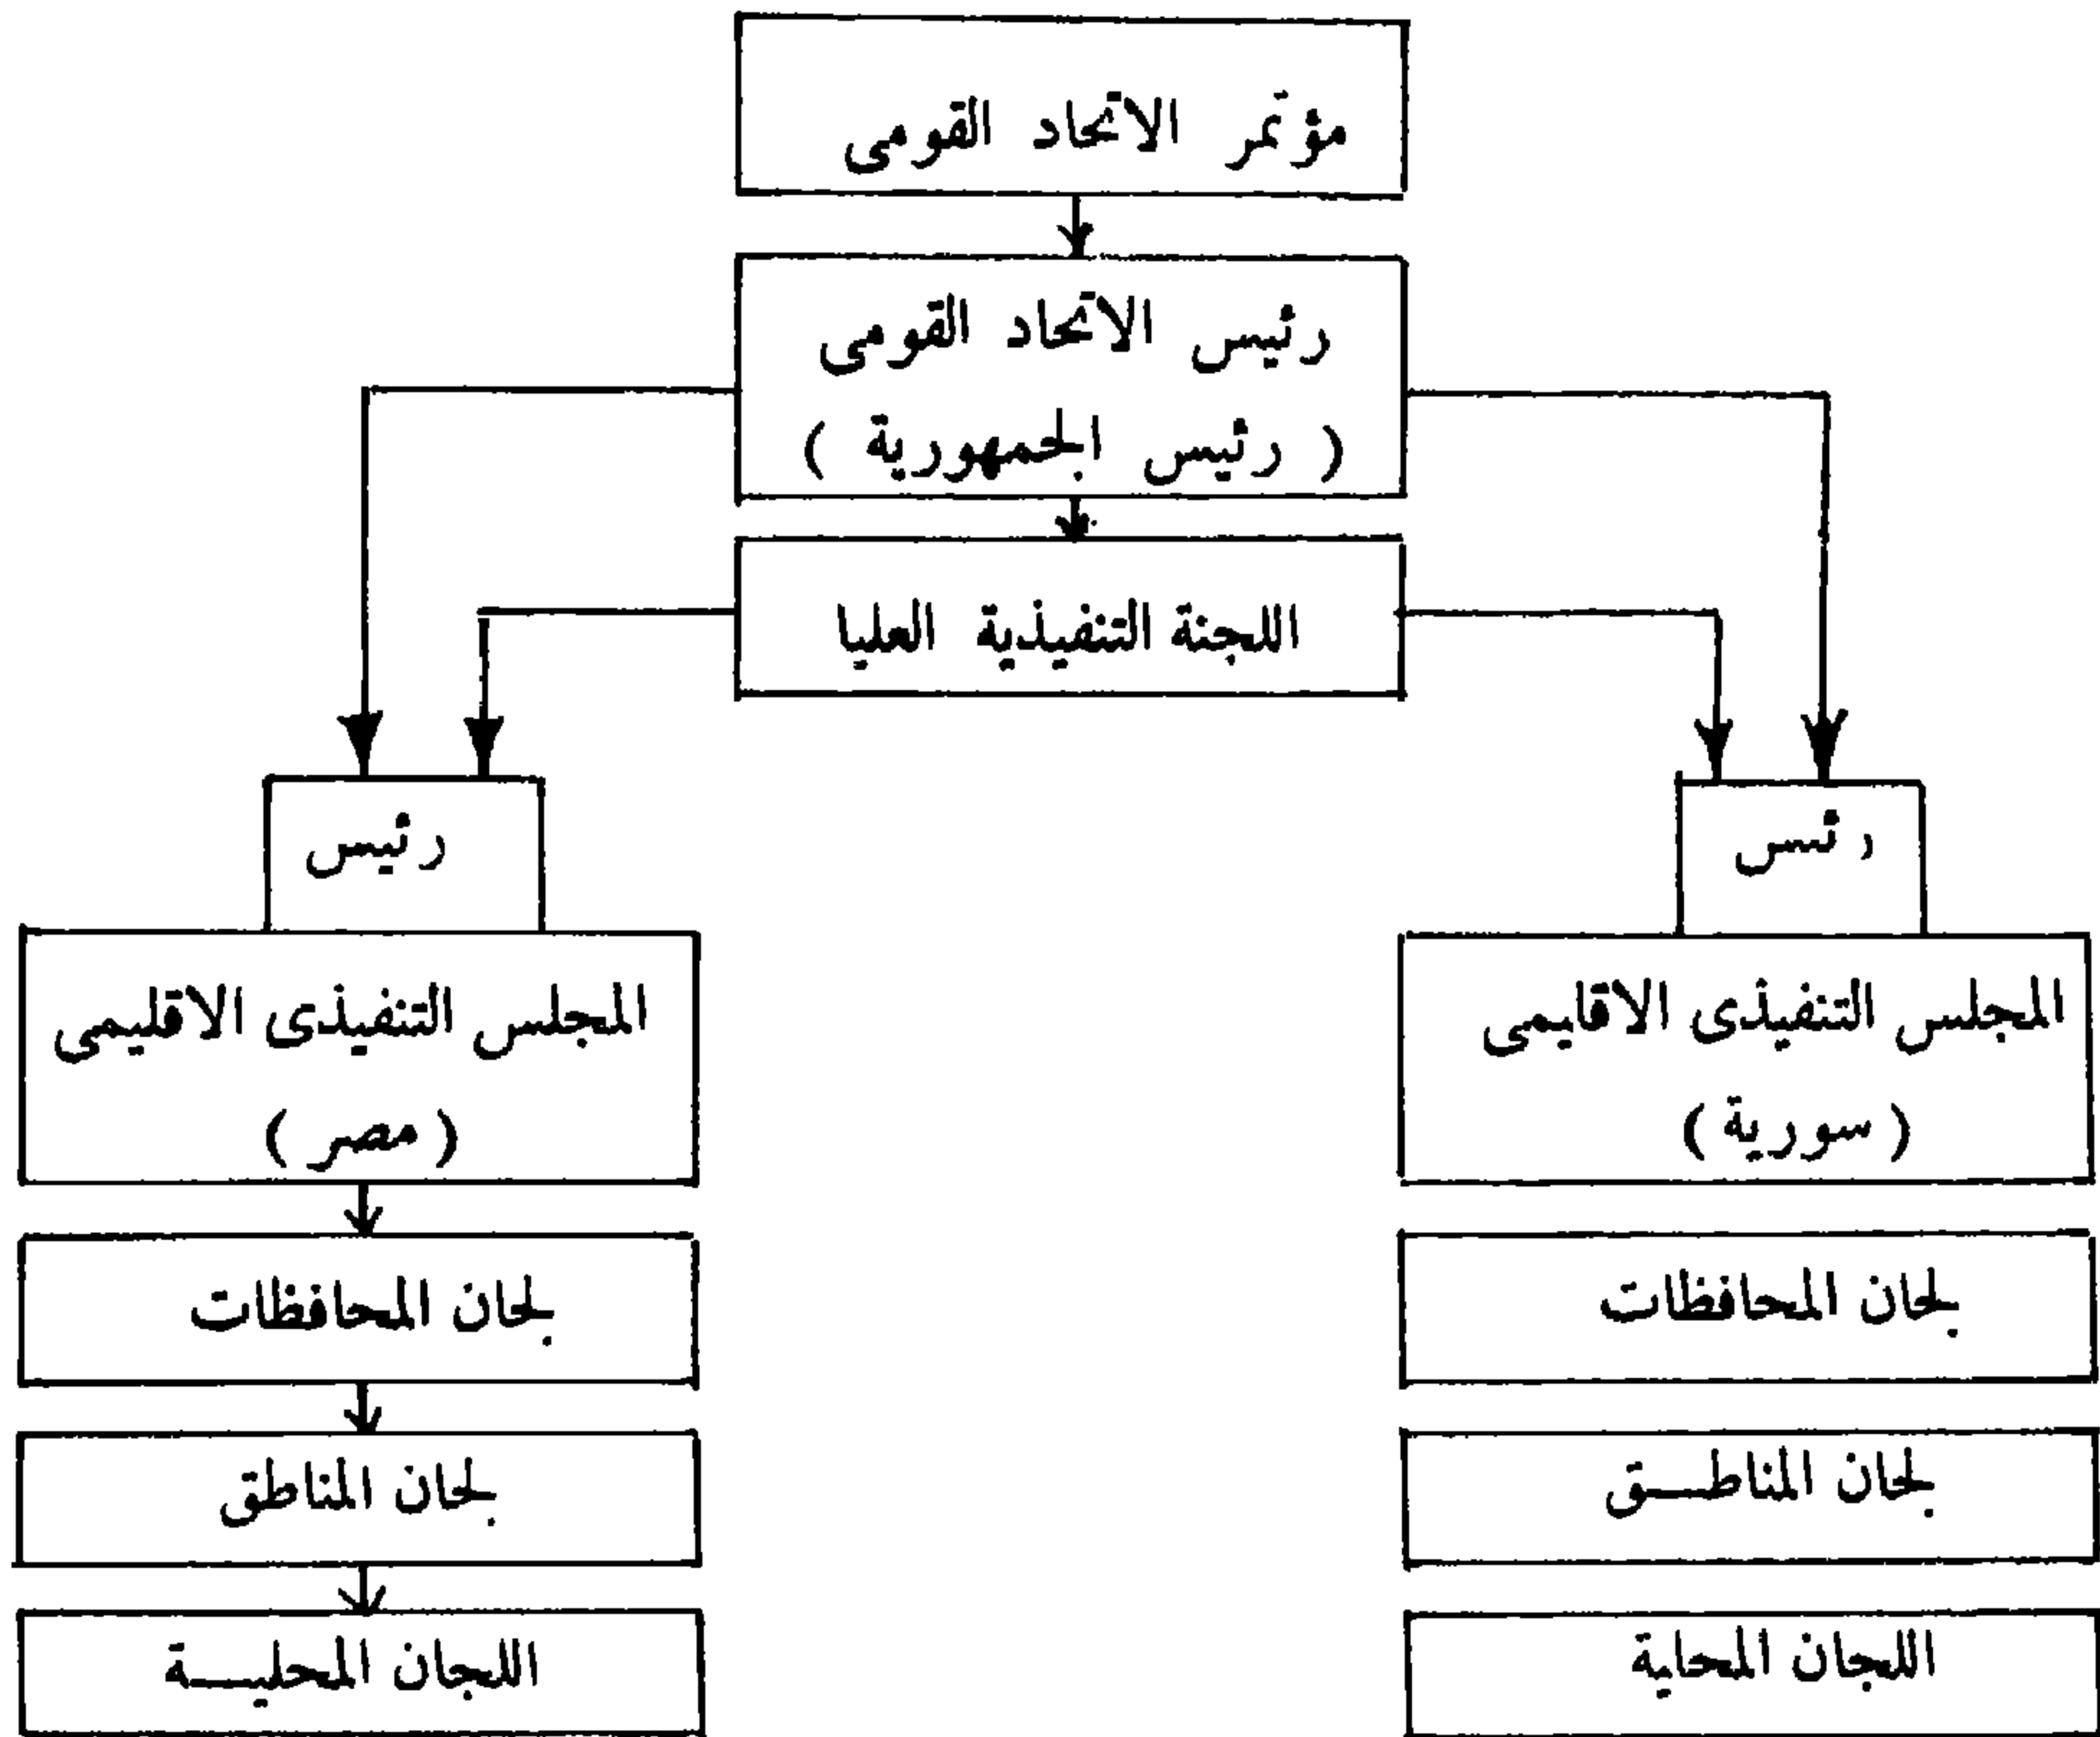 مؤتمر الاتحاد القومى
رئيس الاتحاد القومى
( رئيس الجمهورية )
اللجنة التنفيذية العليا
رئس
المجلس التنفيذى الاقايمى
( سورية )
لجان المحافظات
لجان المناطــق
اللجان المحاية
رئيس
المجلس التنفيذى الاقليمى
( مصر )
لجان المحافظات
لجان المناطق
اللجان المحليــة